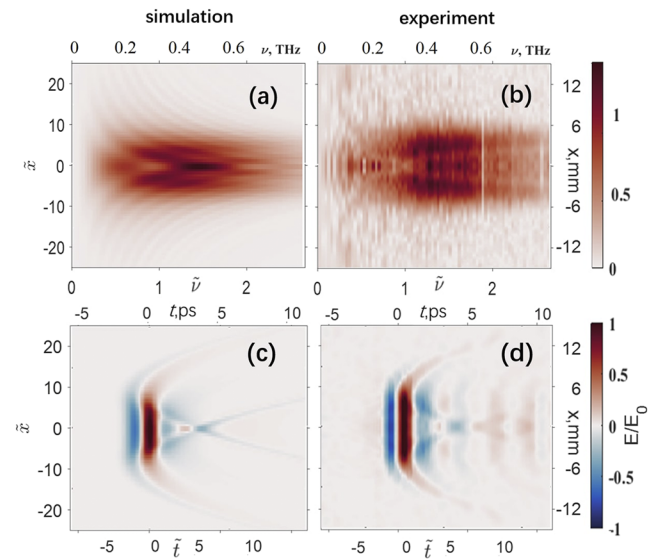 simulation experiment
0 0.2 0.4 0.6 ν, THz 0 0.2 0.4 0.6 ν, THz
(a) (b)
20
10
0
-10
-20
x̃
12
6
0
-6
-12
x,mm
1
0.5
0
0 1 ν̃ 2 0 1 ν̃ 2
-5 0 t,ps 5 10 -5 0 t,ps 5 10
(c) (d)
20
10
0
-10
-20
x̃
12
6
0
-6
-12
x,mm
1
0.5
0
-0.5
-1
E/E0
-5 0 t̃ 5 10 -5 0 t̃ 5 10